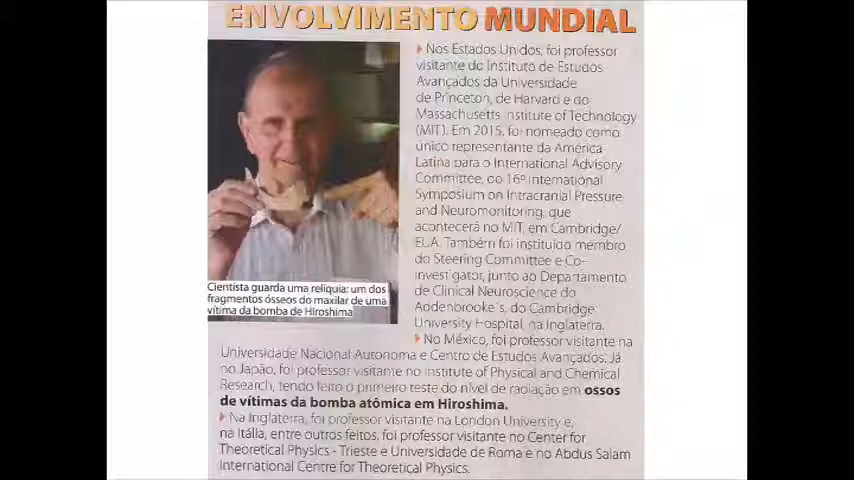 ENVOLVIMENTO MUNDIAL
Nos Estados Unidos, foi professor
visitante do Instituto de Estudos
Avançados da Universidade
de Princeton, de Harvard e do
Massachusetts Institute of Technology
(MIT). Em 2015, foi nomeado como
único representante da América
Latina para o International Advisory
Committee, do 16º International
Symposium on Intracranial Pressure
and Neuromonitoring, que
acontecerá no MIT, em Cambridge/
EUA. Também foi instituído membro
do Steering Committee e Co-
investigator, junto ao Departamento
de Clinical Neuroscience do
Addenbrooke's, do Cambridge
University Hospital, na Inglaterra.
No México, foi professor visitante na
Universidade Nacional Autonoma e Centro de Estudos Avançados. Já
no Japão, foi professor visitante no Institute of Physical and Chemical
Research, tendo feito o primeiro teste do nível de radiação em ossos
de vítimas da bomba atômica em Hiroshima.
Na Inglaterra, foi professor visitante na London University e,
na Itália, entre outros feitos, foi professor visitante no Center for
Theoretical Physics - Trieste e Universidade de Roma e no Abdus Salam
International Centre for Theoretical Physics.
Cientista guarda uma relíquia: um dos
fragmentos ósseos do maxilar de uma
vítima da bomba de Hiroshima